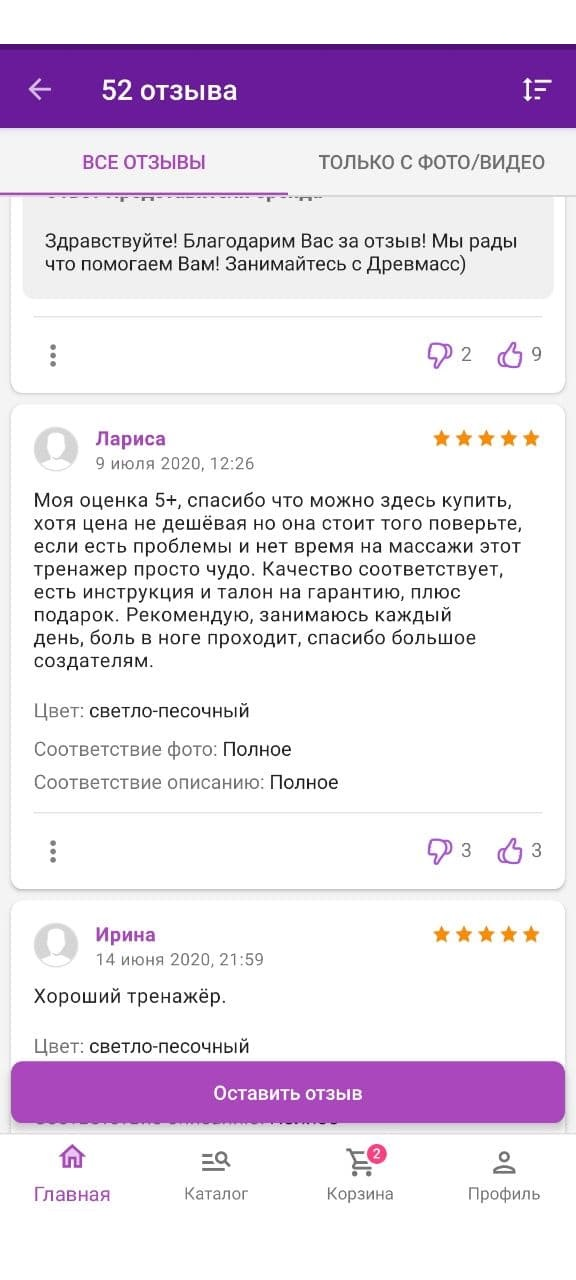 52 отзыва
ВСЕ ОТЗЫВЫ
ТОЛЬКО С ФОТО/ВИДЕО
Здравствуйте! Благодарим Вас за отзыв! Мы рады
что помогаем Вам! Занимайтесь с Древмасс)
2
9
Лариса
9 июля 2020, 12:26
Моя оценка 5+, спасибо что можно здесь купить,
хотя цена не дешёвая но она стоит того поверьте,
если есть проблемы и нет время на массажи этот
тренажер просто чудо. Качество соответствует,
есть инструкция и талон на гарантию, плюс
подарок. Рекомендую, занимаюсь каждый
день, боль в ноге проходит, спасибо большое
создателям.
Цвет: светло-песочный
Соответствие фото: Полное
Соответствие описанию: Полное
3
3
Ирина
14 июня 2020, 21:59
Хороший тренажёр.
Цвет: светло-песочный
Оставить отзыв
2
Главная
Каталог
Корзина
Профиль